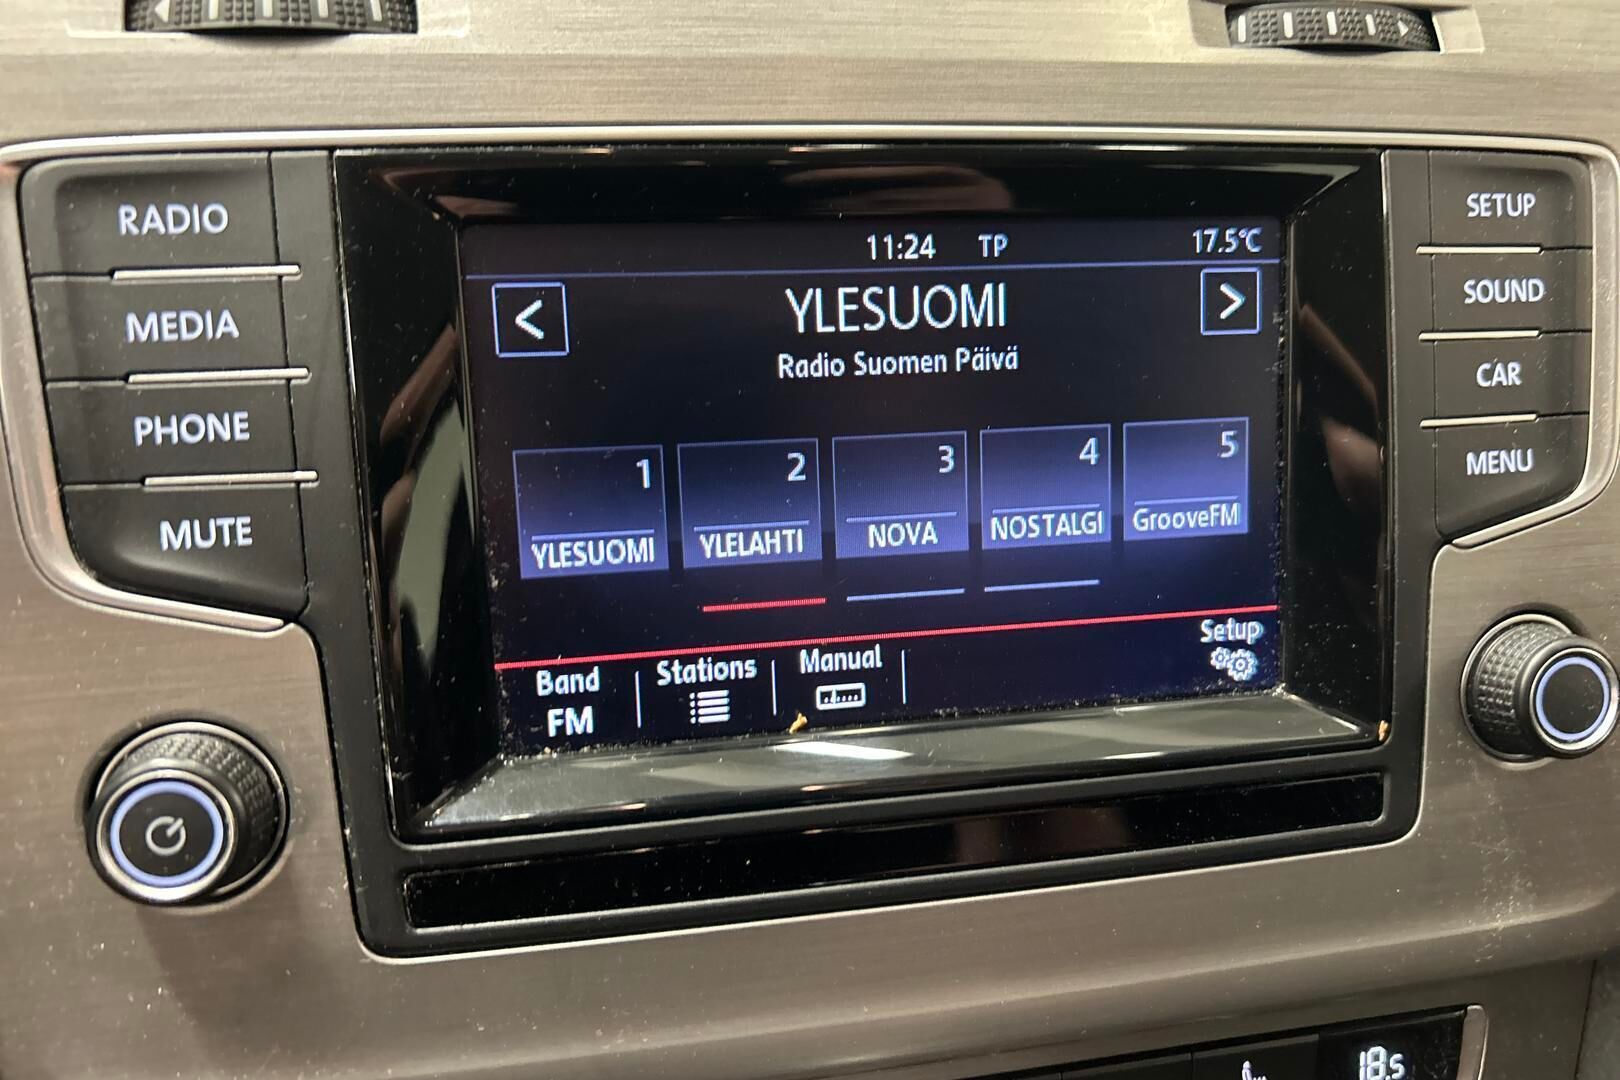 RADIO
MEDIA
PHONE
MUTE
11:24 TP 17.5°C
< >
YLESUOMI
Radio Suomen Päivä
1 2 3 4 5
YLESUOMI YLELAHTI NOVA NOSTALGI GrooveFM
Band Stations Manual Setup
FM
SETUP
SOUND
CAR
MENU
18.5